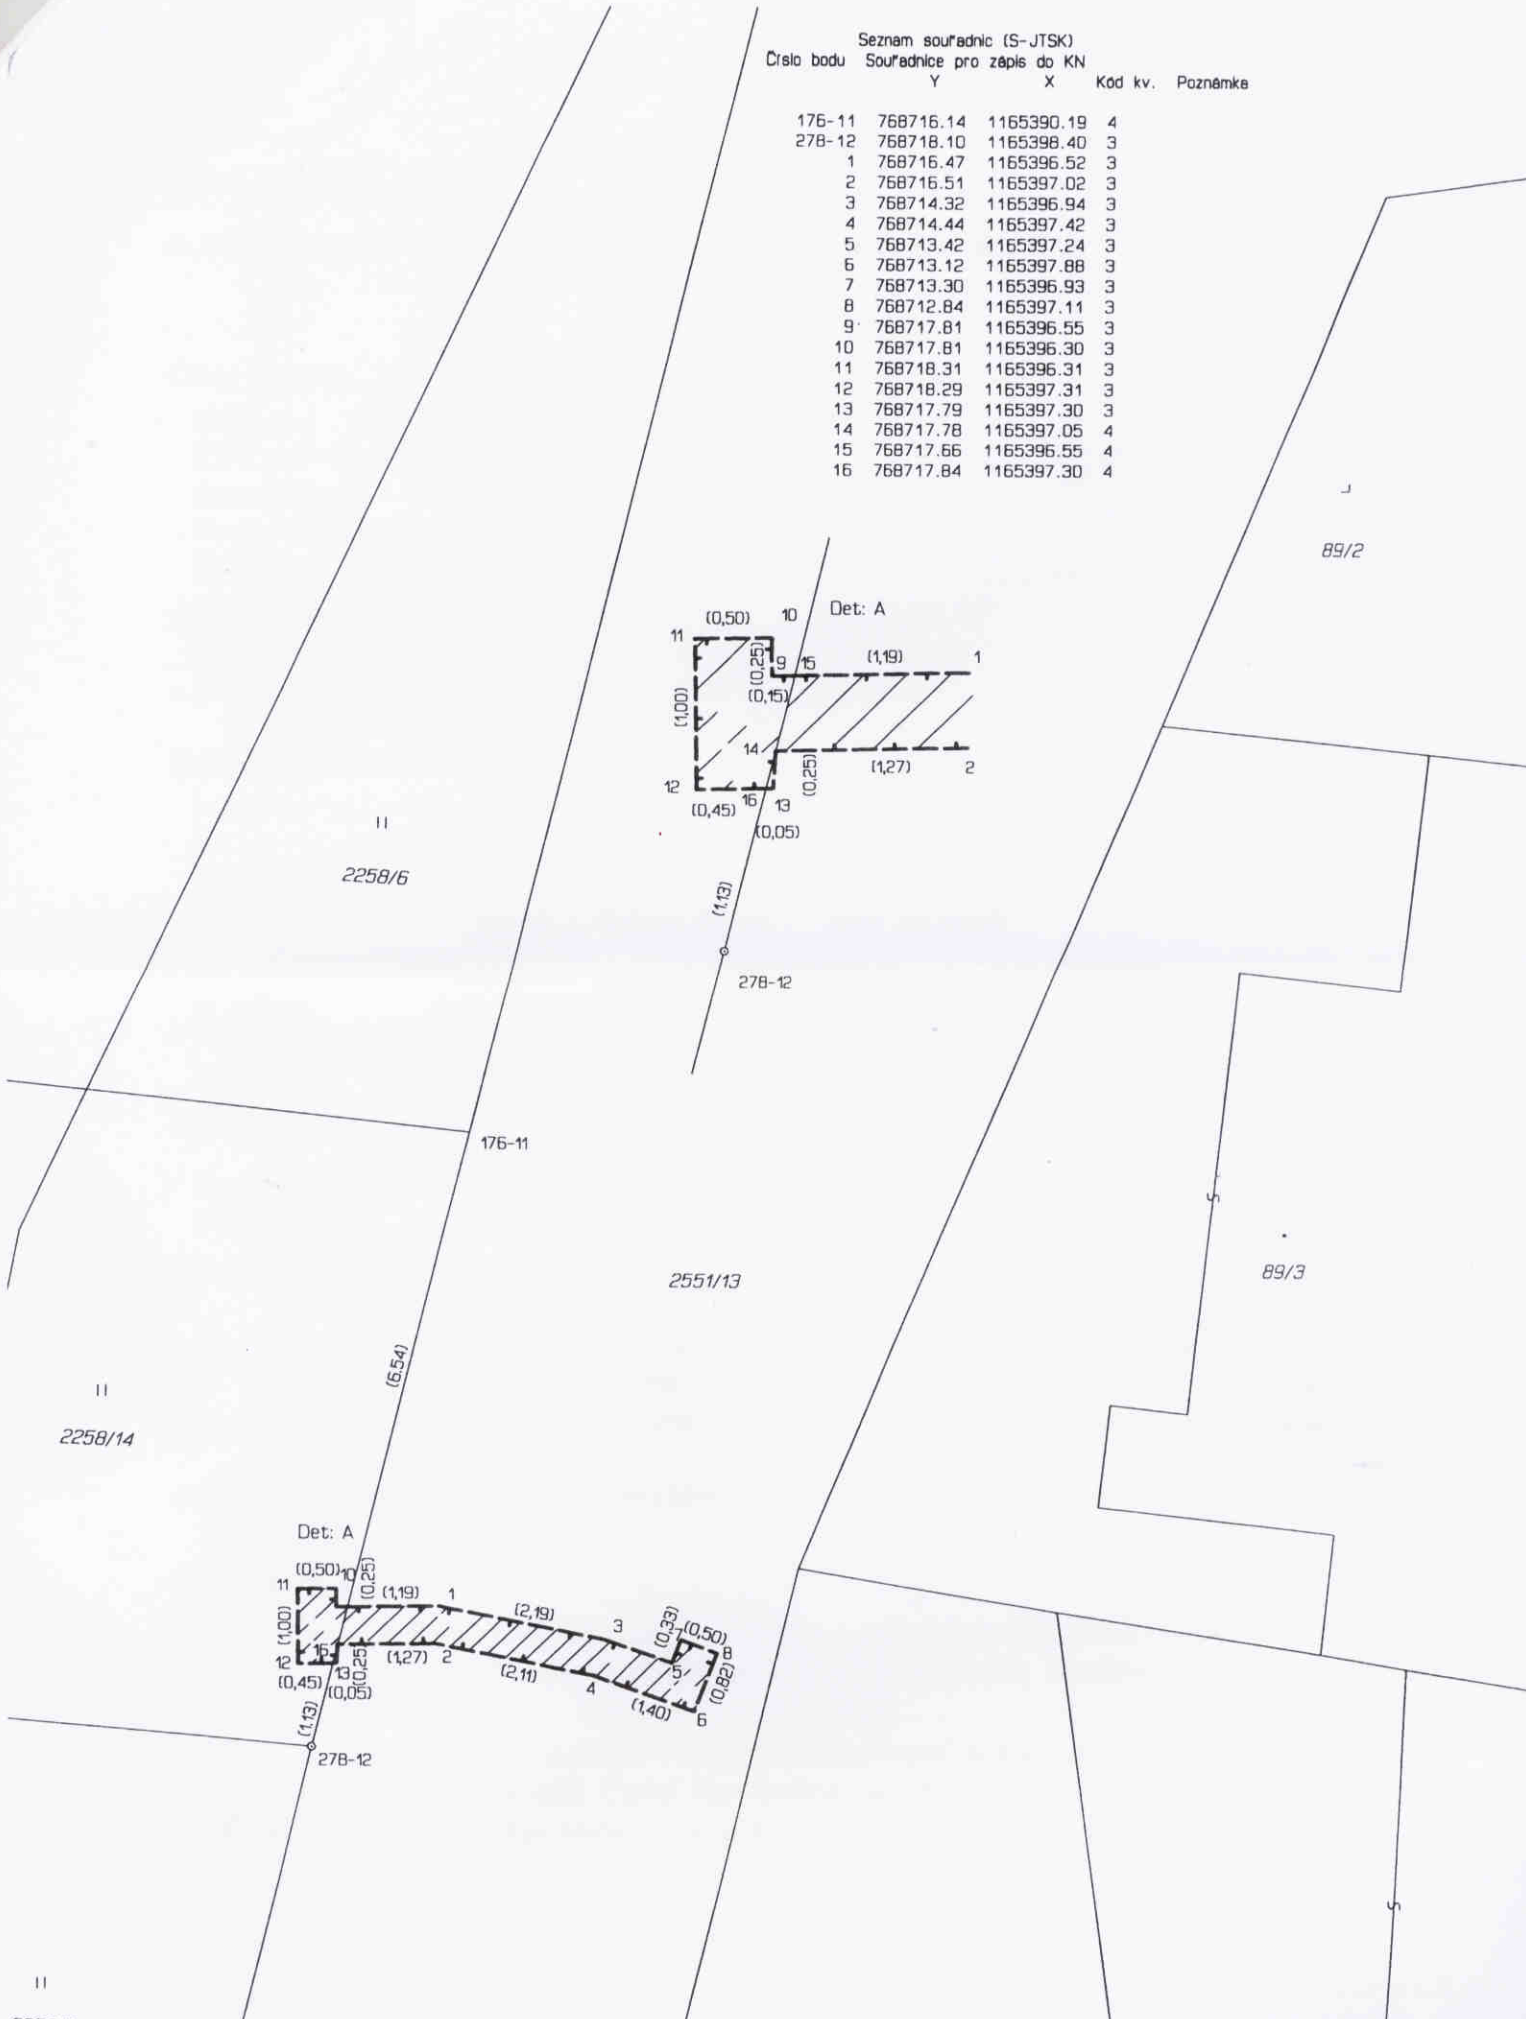 Seznam souřadnic (S-JTSK)
Číslo bodu Souřadnice pro zápis do KN
Y X Kód kv. Poznámka
176-11 768716.14 1165390.19 4
278-12 768718.10 1165398.40 3
1 768716.47 1165396.52 3
2 768716.51 1165397.02 3
3 768714.32 1165396.94 3
4 768714.44 1165397.42 3
5 768713.42 1165397.24 3
6 768713.12 1165397.88 3
7 768713.30 1165396.93 3
8 768712.84 1165397.11 3
9 768717.81 1165396.55 3
10 768717.81 1165396.30 3
11 768718.31 1165396.31 3
12 768718.29 1165397.31 3
13 768717.79 1165397.30 3
14 768717.78 1165397.05 4
15 768717.66 1165396.55 4
16 768717.84 1165397.30 4
89/2
Det: A
(0,50) 10
11
(0,25)
9 15 (1,19) 1
(0,15)
(1,00)
14
(0,25)
(1,27) 2
12
(0,45) 16 13
(0,05)
2258/6
(1.13)
278-12
176-11
2551/13
89/3
(6.54)
2258/14
Det: A
(0,50) 10 (0.25)
11
(1,19) 1
(2,19) 3
(0,33) 7 (0,50)
8
(1,00)
12 16 13 (0,25)
(1,27) 2
(2,11) 4
5
(0,82)
(0,45) (0,05)
(1,40) 6
(1.13)
278-12